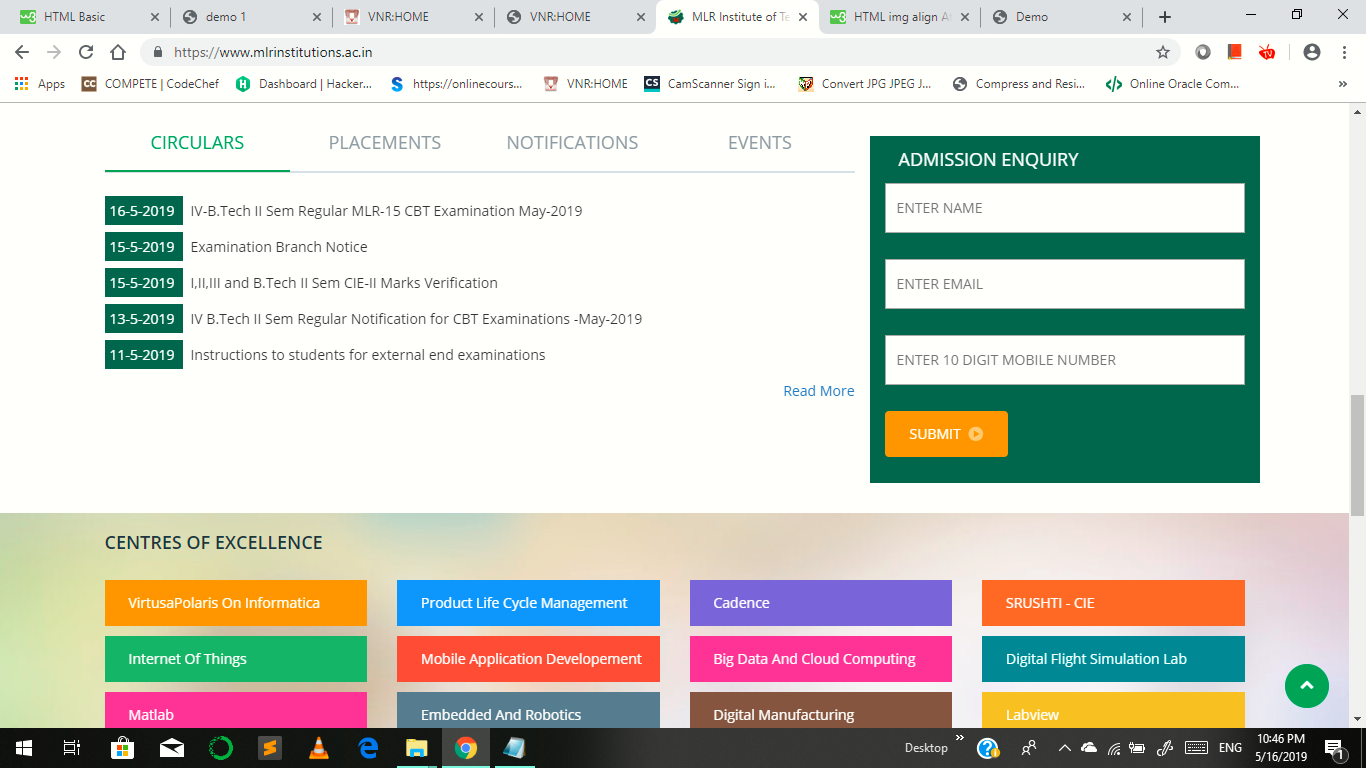 HTML Basic
demo 1
VNR:HOME
VNR:HOME
MLR Institute of Te
HTML img align At
Demo
https://www.mlrinstitutions.ac.in
Apps
COMPETE | CodeChef
Dashboard | Hacker...
https://onlinecours...
VNR:HOME
CamScanner Sign i...
Convert JPG JPEG J...
Compress and Resi...
Online Oracle Com...
CIRCULARS PLACEMENTS NOTIFICATIONS EVENTS
16-5-2019 IV-B.Tech II Sem Regular MLR-15 CBT Examination May-2019
15-5-2019 Examination Branch Notice
15-5-2019 I,II,III and B.Tech II Sem CIE-II Marks Verification
13-5-2019 IV B.Tech II Sem Regular Notification for CBT Examinations -May-2019
11-5-2019 Instructions to students for external end examinations
Read More
ADMISSION ENQUIRY
ENTER NAME
ENTER EMAIL
ENTER 10 DIGIT MOBILE NUMBER
SUBMIT
CENTRES OF EXCELLENCE
VirtusaPolaris On Informatica
Product Life Cycle Management
Cadence
SRUSHTI - CIE
Internet Of Things
Mobile Application Developement
Big Data And Cloud Computing
Digital Flight Simulation Lab
Matlab
Embedded And Robotics
Digital Manufacturing
Labview
Desktop
ENG
10:46 PM
5/16/2019
1